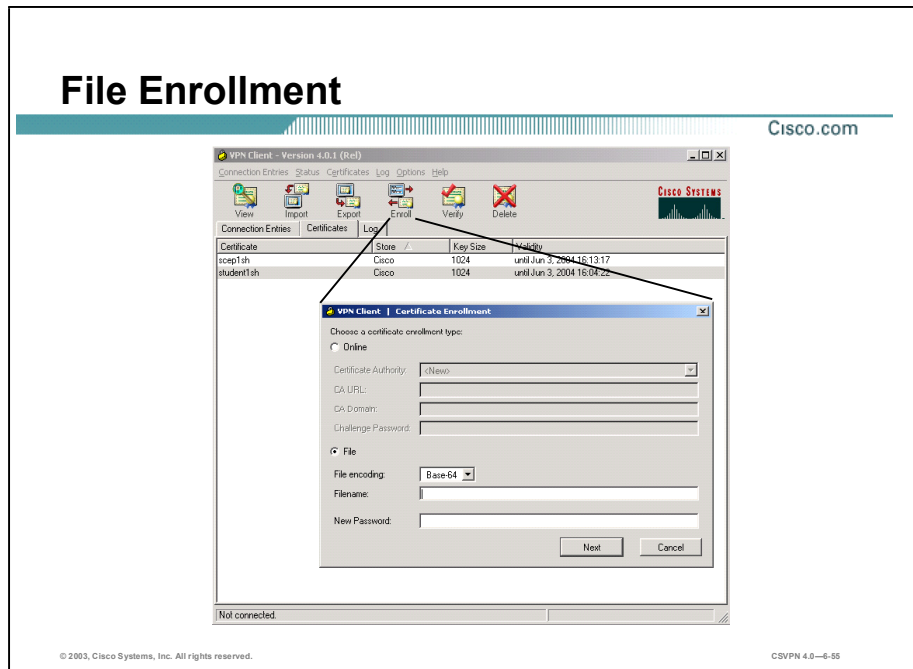 File Enrollment
Cisco.com
VPN Client - Version 4.0.1 (Rel)
Connection Entries Status Certificates Log Options Help
View Import Export Enroll Verify Delete
CISCO SYSTEMS
Connection Entries Certificates Log
Certificate Store Key Size Validity
scep1sh Cisco 1024 until Jun 3, 2004 16:13:17
student1sh Cisco 1024 until Jun 3, 2004 16:04:22
VPN Client | Certificate Enrollment
Choose a certificate enrollment type:
Online
Certificate Authority: <New>
CA URL:
CA Domain:
Challenge Password:
File
File encoding: Base-64
Filename:
New Password:
Next Cancel
Not connected.
© 2003, Cisco Systems, Inc. All rights reserved.
CSVPN 4.0—6-55